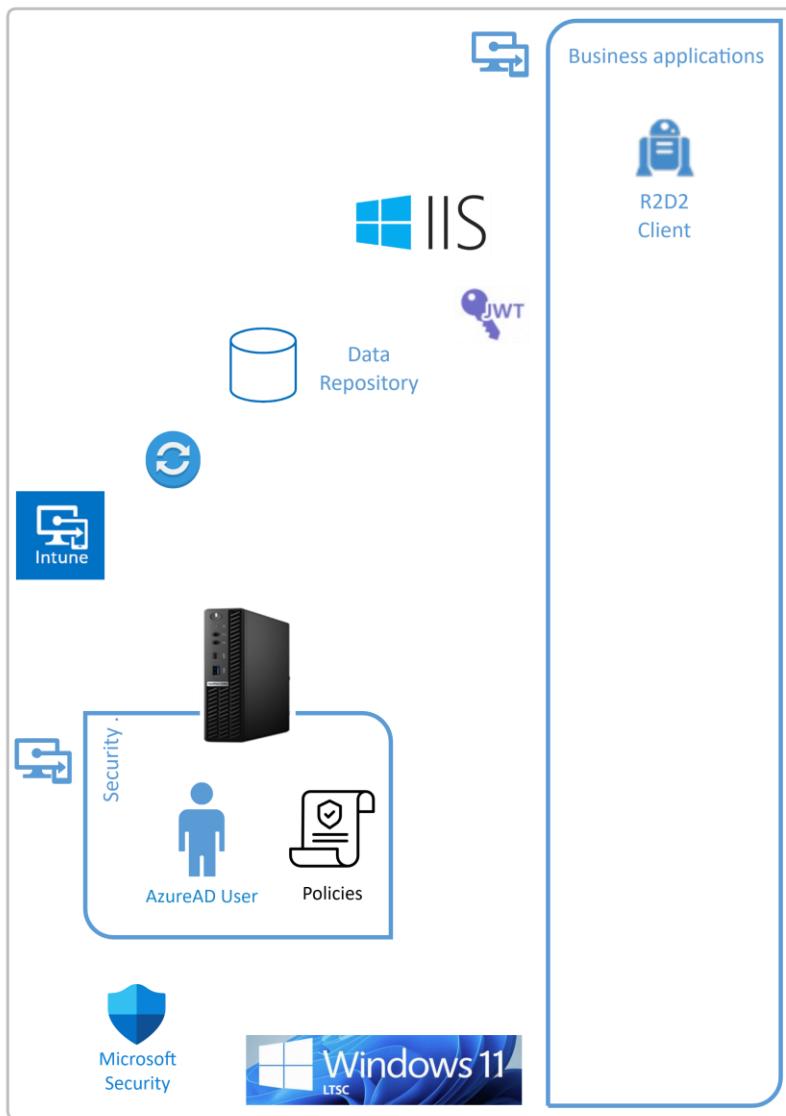 Business applications
R2D2
Client
IIS
JWT
Data
Repository
Intune
Security .
AzureAD User
Policies
Microsoft
Security
Windows 11
LTSC